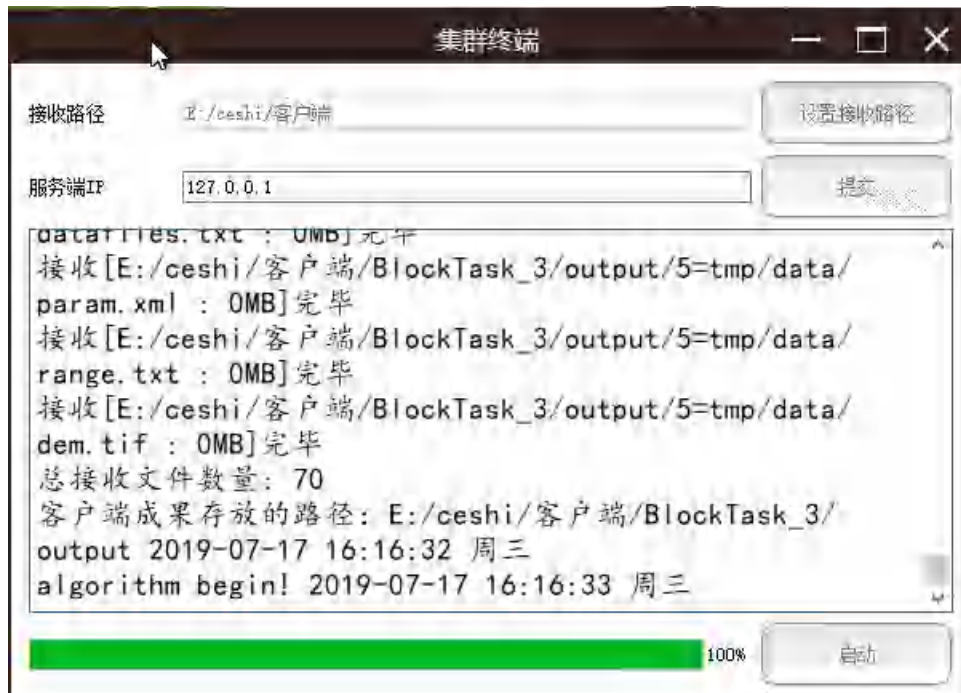 集群终端
接收路径 E:/ceshi/客户端 设置接收路径
服务端IP 127.0.0.1 提交
datafiles.txt : 0MB]完毕
接收[E:/ceshi/客户端/BlockTask_3/output/5=tmp/data/
param.xml : 0MB]完毕
接收[E:/ceshi/客户端/BlockTask_3/output/5=tmp/data/
range.txt : 0MB]完毕
接收[E:/ceshi/客户端/BlockTask_3/output/5=tmp/data/
dem.tif : 0MB]完毕
总接收文件数量: 70
客户端成果存放的路径: E:/ceshi/客户端/BlockTask_3/
output 2019-07-17 16:16:32 周三
algorithm begin! 2019-07-17 16:16:33 周三
100% 启动